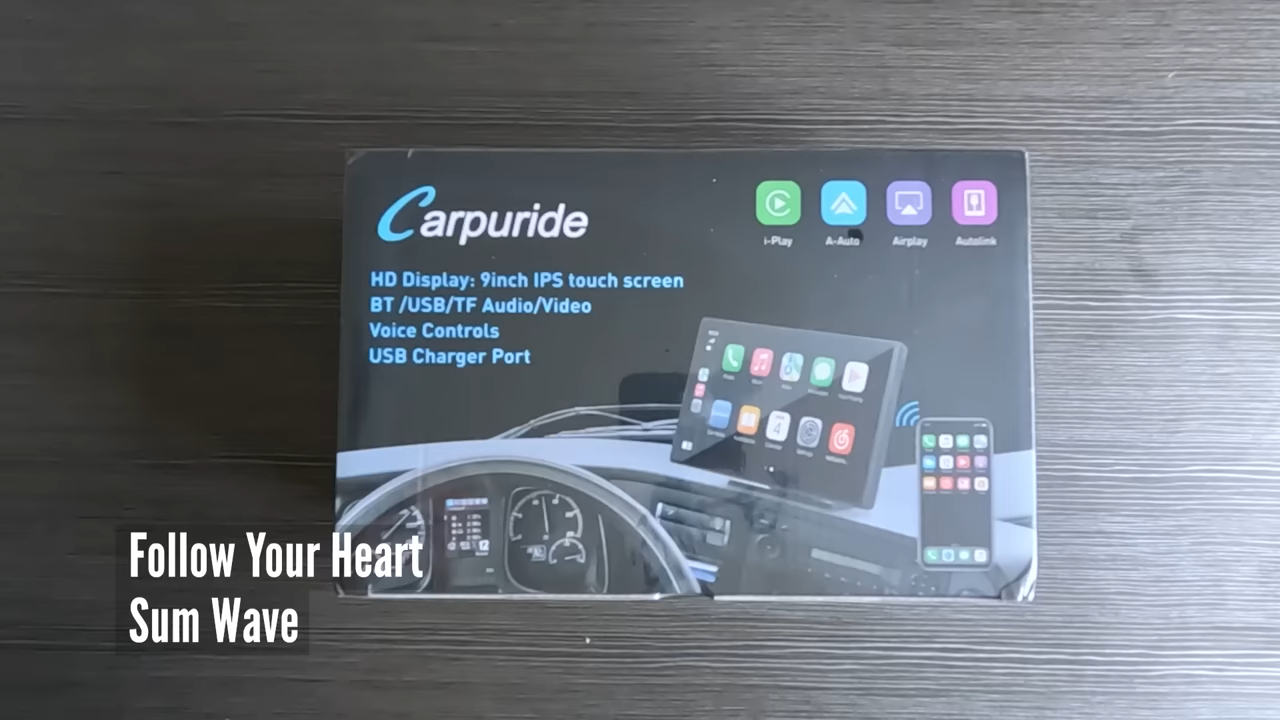 Carpuride
i-Play
A-Auto
Airplay
Autolink
HD Display: 9inch IPS touch screen
BT /USB/TF Audio/Video
Voice Controls
USB Charger Port
Follow Your Heart
Sum Wave